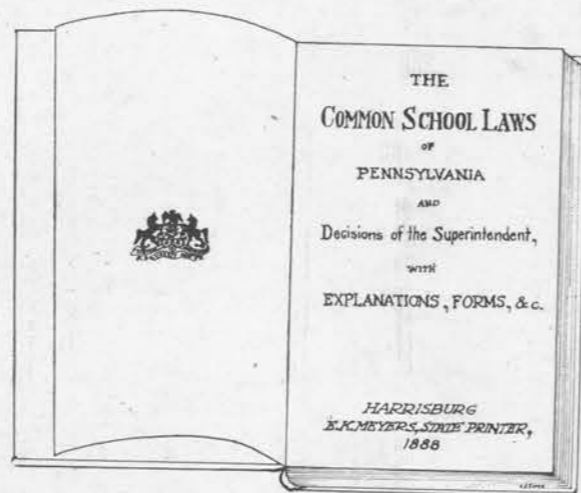 THE
COMMON SCHOOL LAWS
OF
PENNSYLVANIA
AND
Decisions of the Superintendent,
WITH
EXPLANATIONS, FORMS, & c.
HARRISBURG
E.K.MEYERS, STATE PRINTER,
1888